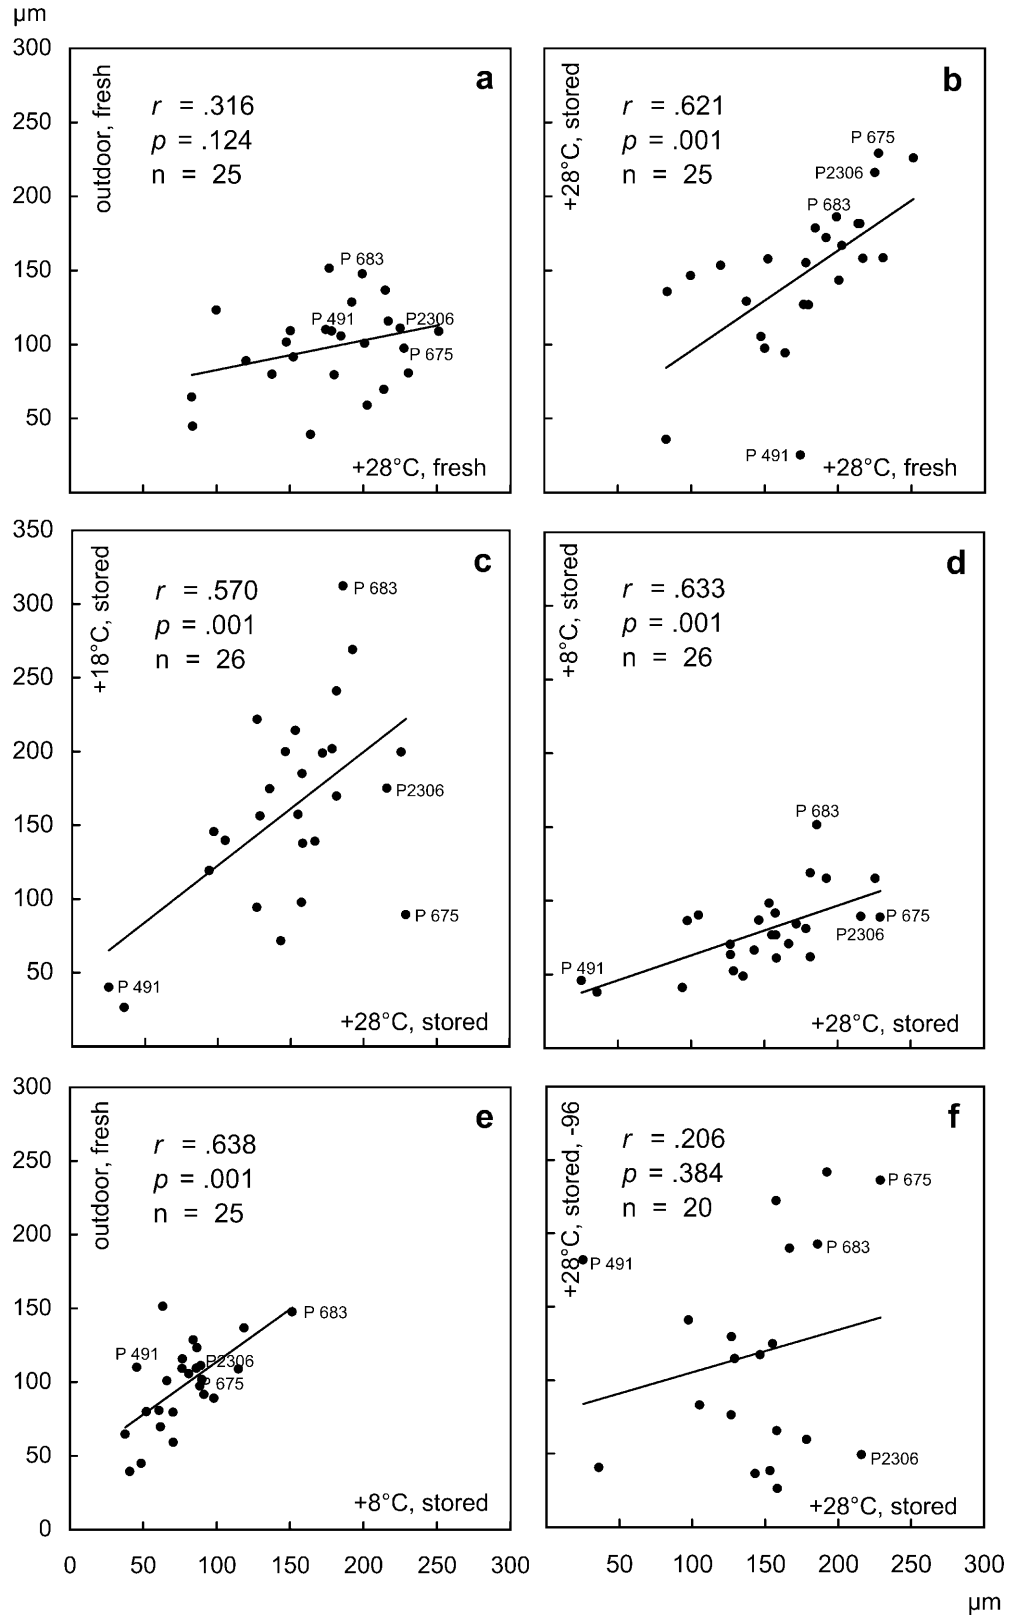 µm
300
250
200
150
100
50
outdoor, fresh
a
r = .316
p = .124
n = 25
P 683
P 491
P2306
P 675
+28°C, fresh
+28°C, stored
b
r = .621
p = .001
n = 25
P 675
P2306
P 683
P 491
+28°C, fresh
350
300
250
200
150
100
50
+18°C, stored
c
r = .570
p = .001
n = 26
P 683
P2306
P 675
P 491
+28°C, stored
+8°C, stored
d
r = .633
p = .001
n = 26
P 683
P 675
P2306
P 491
+28°C, stored
300
250
200
150
100
50
0
outdoor, fresh
e
r = .638
p = .001
n = 25
P 683
P 491
P2306
P 675
+8°C, stored
0 50 100 150 200 250 300
+28°C, stored, -96
f
r = .206
p = .384
n = 20
P 675
P 683
P 491
P2306
+28°C, stored
50 100 150 200 250 300
µm